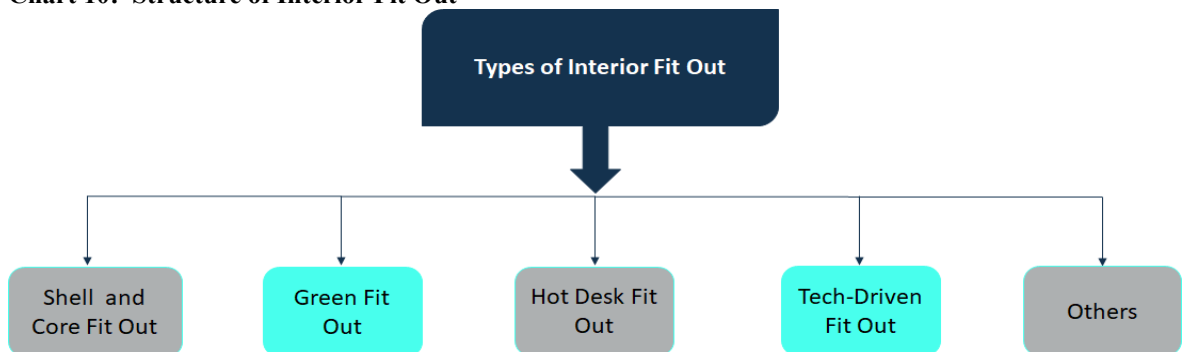 Chart 10: Structure of Interior Fit Out
Types of Interior Fit Out
Shell and
Core Fit Out
Green Fit
Out
Hot Desk Fit
Out
Tech-Driven
Fit Out
Others